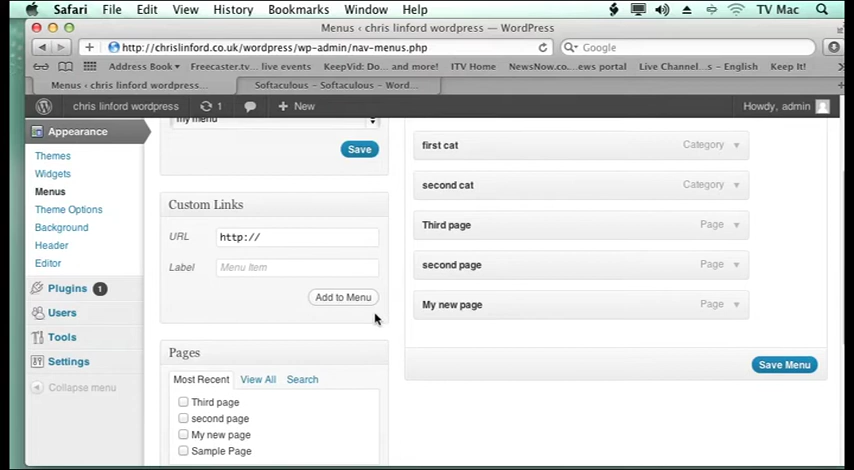 Safari File Edit View History Bookmarks Window Help TV Mac
Menus ‹ chris linford wordpress — WordPress
http://chrislinford.co.uk/wordpress/wp-admin/nav-menus.php Google
Address Book Freecaster.tv live events KeepVid: Do... and more! ITV Home NewsNow.co...ews portal Live Channel...s – English Keep It!
Menus ‹ chris linford wordpress... Softaculous - Softaculous - Word...
chris linford wordpress 1 New Howdy, admin
Appearance
Themes
Widgets
Menus
Theme Options
Background
Header
Editor
Plugins 1
Users
Tools
Settings
Collapse menu
my menu
Save
Custom Links
URL http://
Label Menu Item
Add to Menu
Pages
Most Recent View All Search
Third page
second page
My new page
Sample Page
first cat Category
second cat Category
Third page Page
second page Page
My new page Page
Save Menu